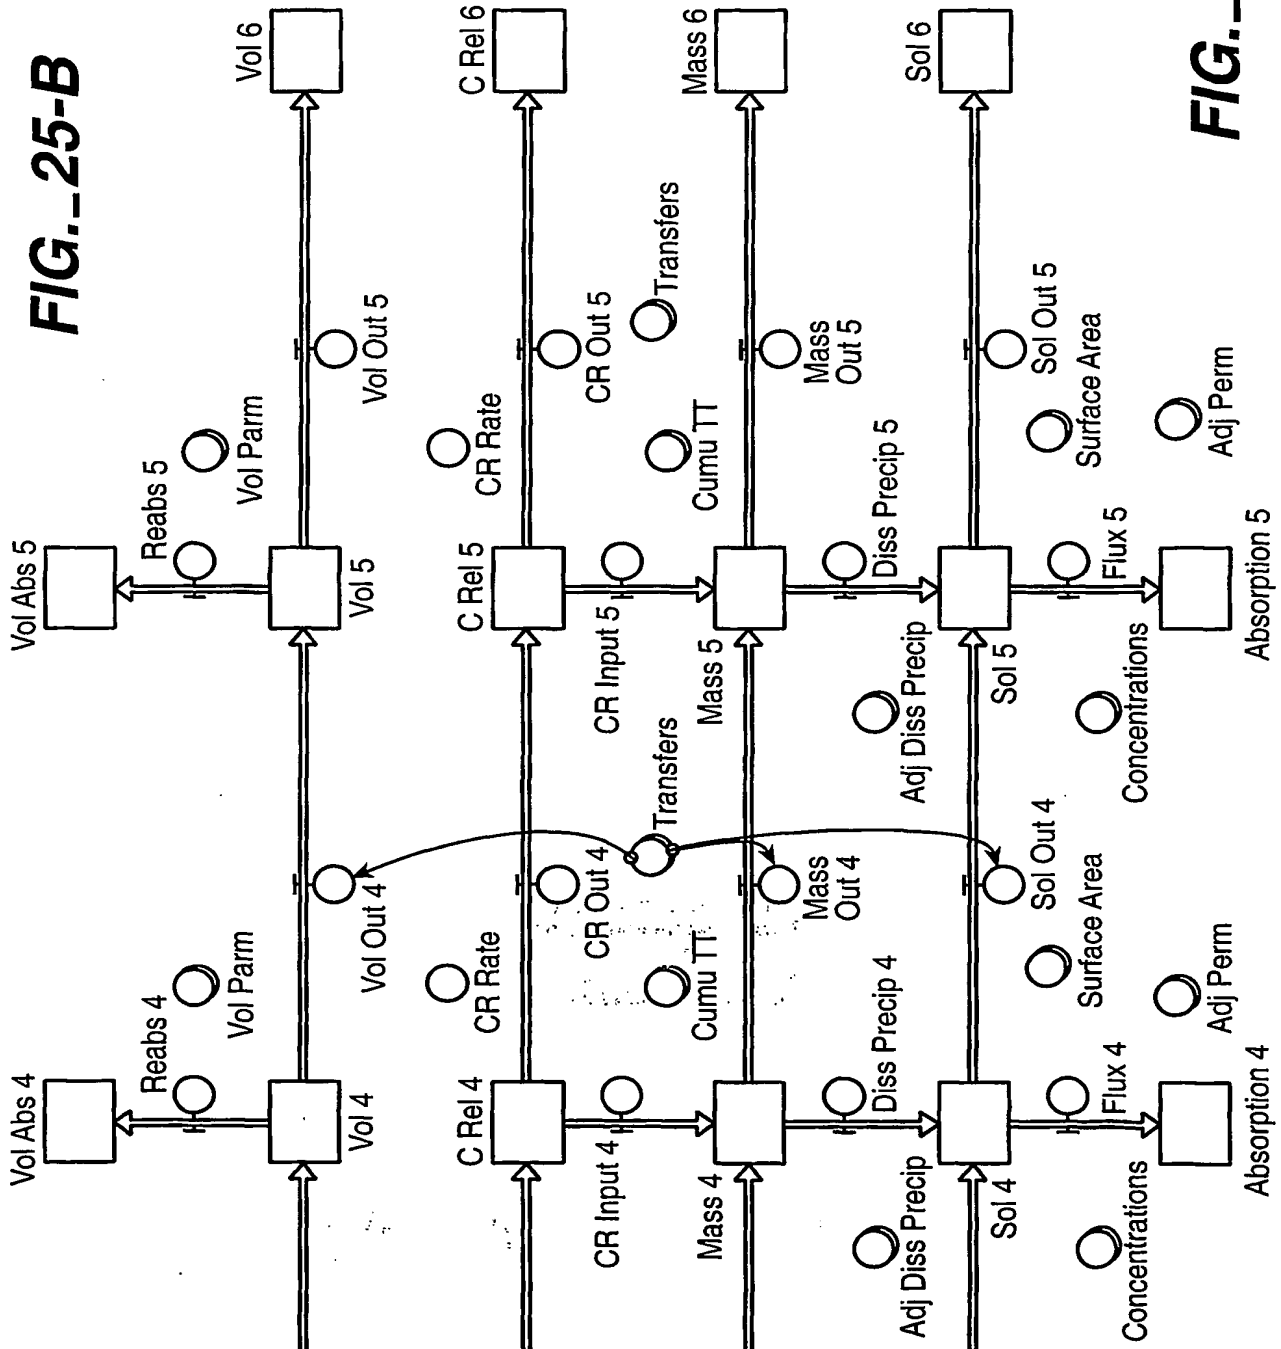 FIG._25-B
FIG._
Vol 6
C Rel 6
Mass 6
Sol 6
Vol Abs 5
Reabs 5
Vol Parm
Vol 5
Vol Out 5
C Rel 5
CR Rate
CR Out 5
Transfers
CR Input 5
Cumu TT
Mass 5
Mass
Out 5
Adj Diss Precip
Diss Precip 5
Sol 5
Sol Out 5
Surface Area
Concentrations
Flux 5
Adj Perm
Absorption 5
Vol Abs 4
Reabs 4
Vol Parm
Vol 4
Vol Out 4
C Rel 4
CR Rate
CR Out 4
Transfers
CR Input 4
Cumu TT
Mass 4
Mass
Out 4
Adj Diss Precip
Diss Precip 4
Sol 4
Sol Out 4
Surface Area
Concentrations
Flux 4
Adj Perm
Absorption 4